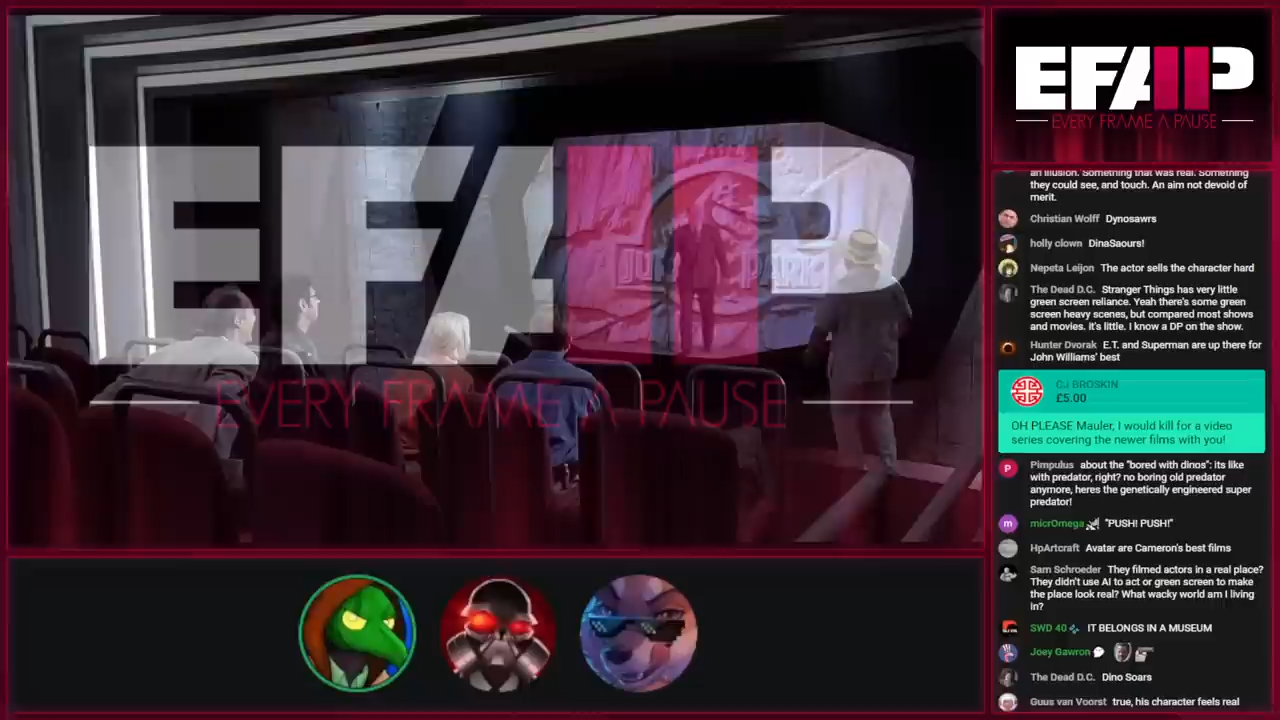 EFAP
EVERY FRAME A PAUSE
JU
PARK
EFAP
EVERY FRAME A PAUSE
an illusion. Something that was real. Something
they could see, and touch. An aim not devoid of
merit.
Christian Wolff Dynosawrs
holly clown DinaSaours!
Nepeta Leijon The actor sells the character hard
The Dead D.C. Stranger Things has very little
green screen reliance. Yeah there's some green
screen heavy scenes, but compared most shows
and movies. it's little. I know a DP on the show.
Hunter Dvorak E.T. and Superman are up there for
John Williams' best
CJ BROSKIN
£5.00
OH PLEASE Mauler, I would kill for a video
series covering the newer films with you!
P
Pimpulus about the "bored with dinos": its like
with predator, right? no boring old predator
anymore, heres the genetically engineered super
predator!
m
micrOmega "PUSH! PUSH!"
HpArtcraft Avatar are Cameron's best films
Sam Schroeder They filmed actors in a real place?
They didn't use AI to act or green screen to make
the place look real? What wacky world am I living
in?
SWD 40 IT BELONGS IN A MUSEUM
Joey Gawron
The Dead D.C. Dino Soars
Guus van Voorst true, his character feels real